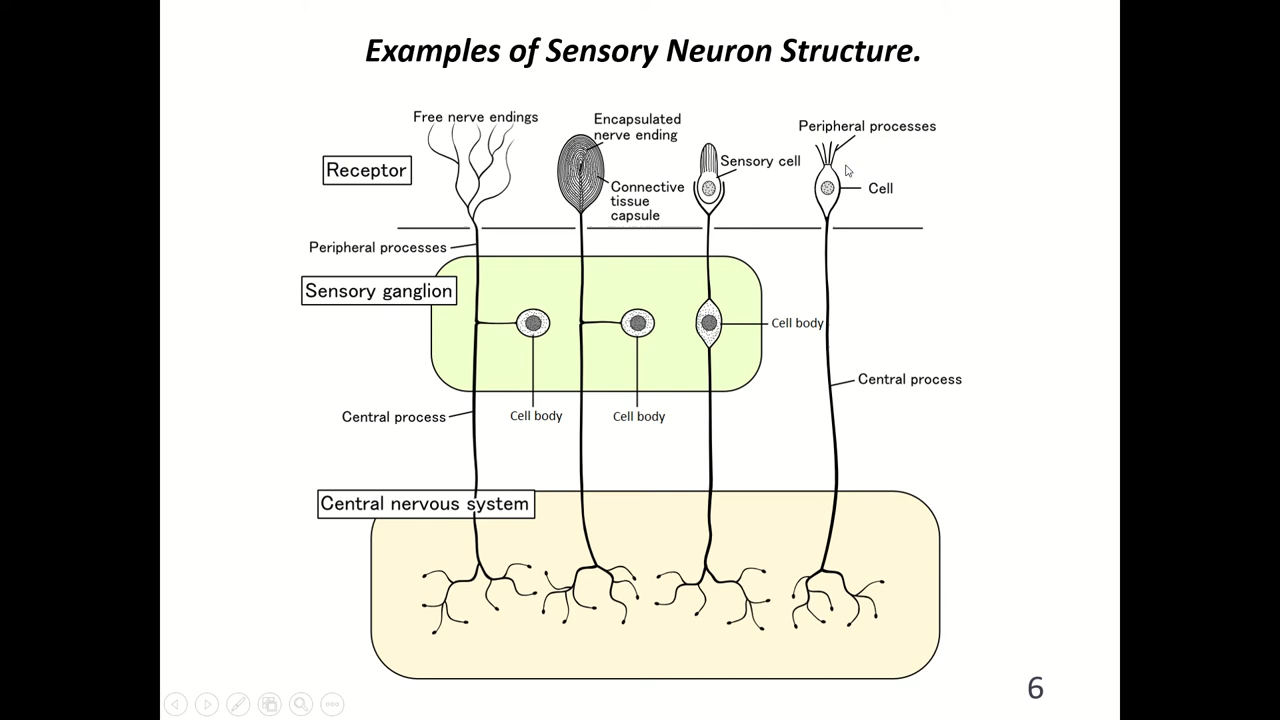 Examples of Sensory Neuron Structure.
Free nerve endings
Encapsulated
nerve ending
Peripheral processes
Receptor
Sensory cell
Connective
tissue
capsule
Cell
Peripheral processes
Sensory ganglion
Cell body
Central process
Central process
Cell body
Cell body
Central nervous system
6